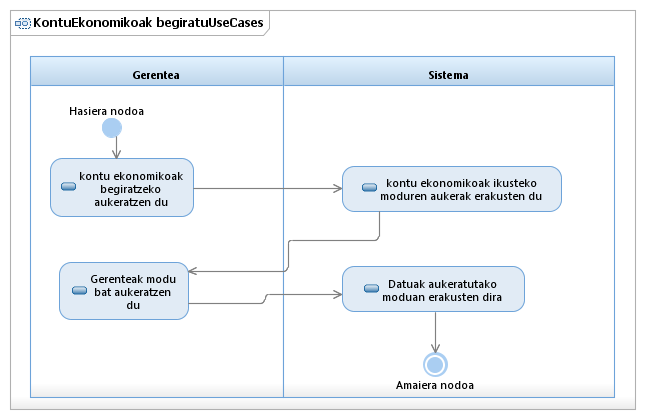 KontuEkonomikoak begiratuUseCases
Gerentea
Sistema
Hasiera nodoa
kontu ekonomikoak
begiratzeko
aukeratzen du
kontu ekonomikoak ikusteko
moduren aukerak erakusten du
Gerenteak modu
bat aukeratzen
du
Datuak aukeratutako
moduan erakusten dira
Amaiera nodoa